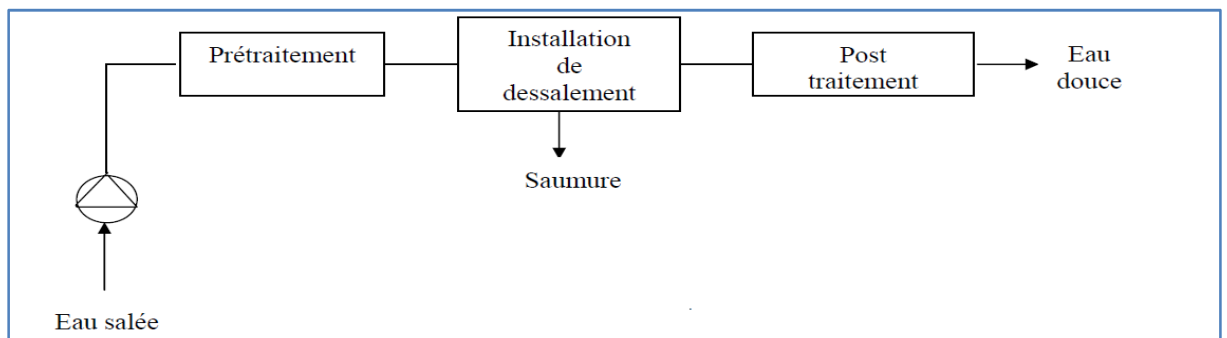 Prétraitement
Installation
de
dessalement
Post
traitement
Eau
douce
Saumure
Eau salée